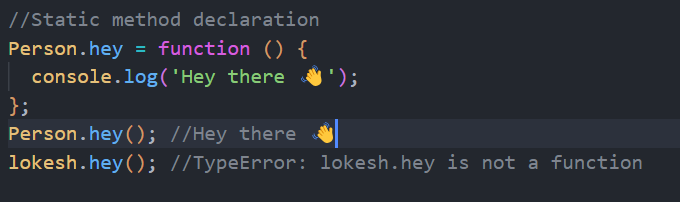 //Static method declaration
Person.hey = function () {
  console.log('Hey there 👋');
};
Person.hey(); //Hey there 👋
lokesh.hey(); //TypeError: lokesh.hey is not a function